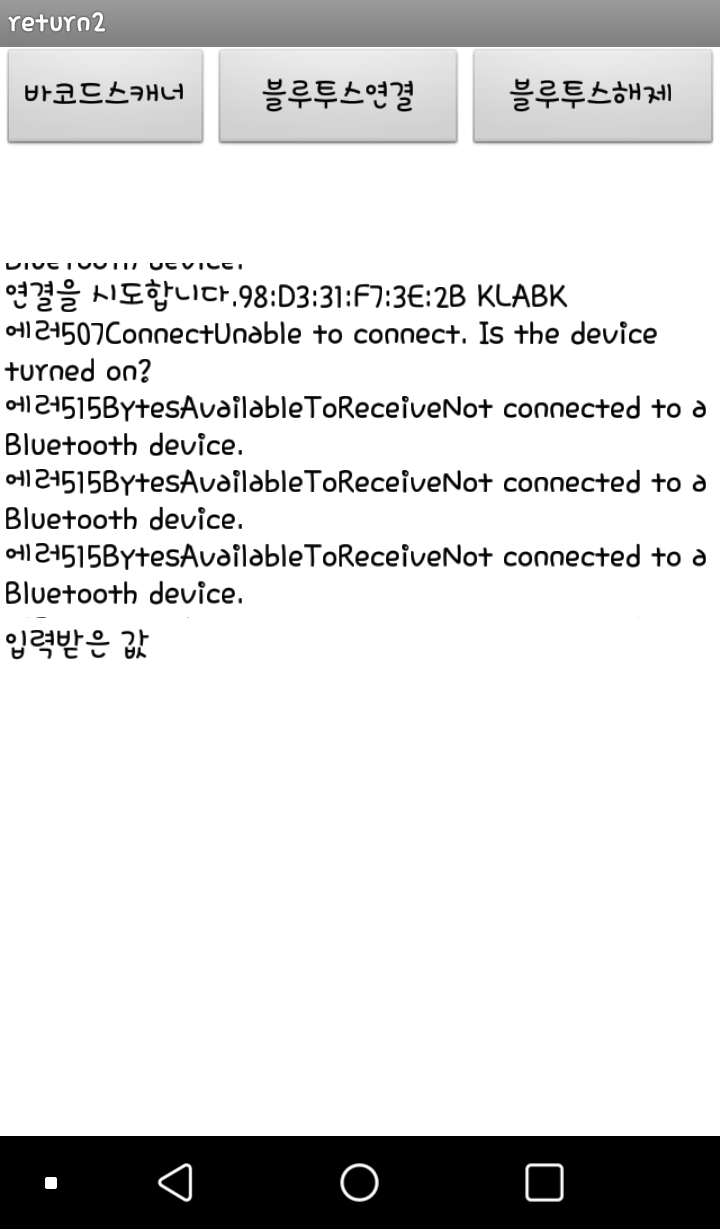 return2
바코드스캐너
블루투스연결
블루투스해제
Bluetooth device.
연결을 시도합니다.98:D3:31:F7:3E:2B KLABK
에러507ConnectUnable to connect. Is the device
turned on?
에러515BytesAvailableToReceiveNot connected to a
Bluetooth device.
에러515BytesAvailableToReceiveNot connected to a
Bluetooth device.
에러515BytesAvailableToReceiveNot connected to a
Bluetooth device.
입력받은 값